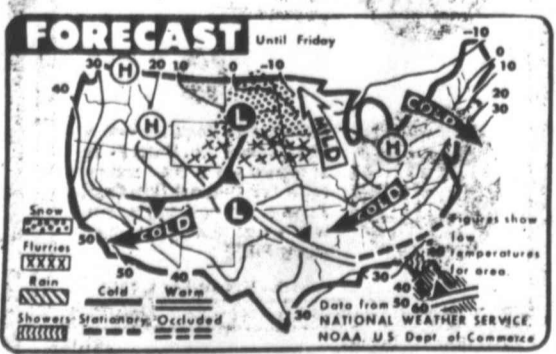 FORECAST Until Friday
30 H 20 10 0 -10 -10
0
10
40
20
30
L
H
MILD
COLD
H
L
COLD
COLD
Snow
Flurries
XXXX
Rain
Showers
50
50
40
Cold Warm
Stationary Occluded
30
30
40
50
60
Figures show
low
temperatures
for area.
Data from
NATIONAL WEATHER SERVICE,
NOAA, U.S. Dept of Commerce